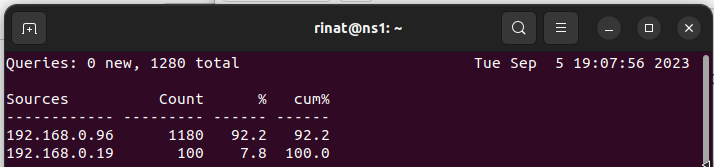 rinat@ns1: ~
Queries: 0 new, 1280 total                          Tue Sep  5 19:07:56 2023
Sources          Count      %   cum%
------------ --------- ------ ------
192.168.0.96      1180   92.2   92.2
192.168.0.19       100    7.8  100.0